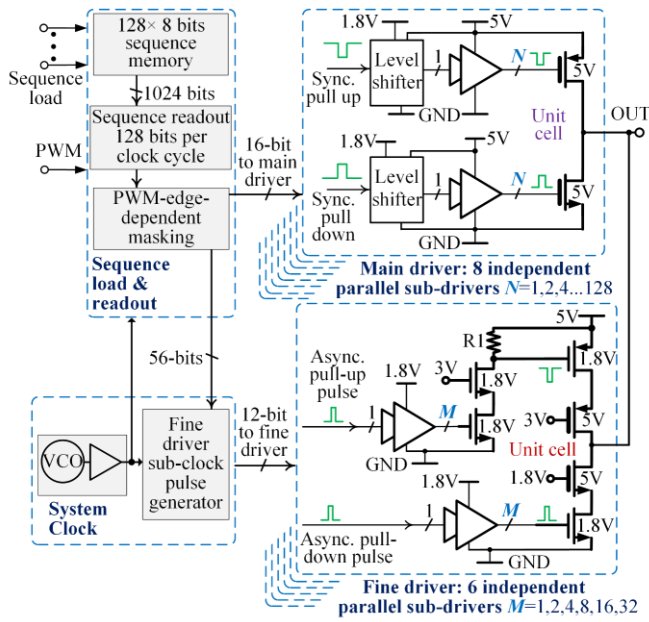 128× 8 bits
sequence
memory
Sequence
load
1024 bits
Sequence readout
128 bits per
clock cycle
PWM
PWM-edge-
dependent
masking
Sequence
load &
readout
16-bit
to main
driver
1.8V
5V
Sync.
pull up
Level
shifter
1
N
5V
GND
Unit
cell
OUT
1.8V
5V
Sync.
pull
down
Level
shifter
1
N
5V
GND
Main driver: 8 independent
parallel sub-drivers N=1,2,4...128
56-bits
VCO
System
Clock
Fine
driver
sub-clock
pulse
generator
12-bit
to fine
driver
5V
R1
Async.
pull-up
pulse
1.8V
3V
1.8V
1.8V
1
M
1.8V
GND
3V
5V
Unit cell
1.8V
5V
1.8V
1
M
1.8V
Async. pull-
down pulse
GND
Fine driver: 6 independent
parallel sub-drivers M=1,2,4,8,16,32